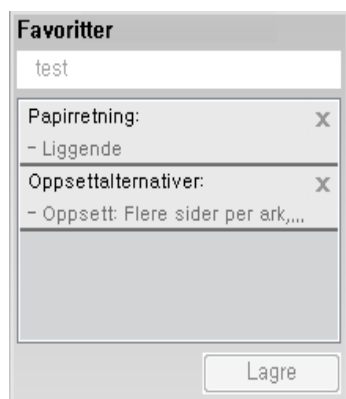 Favoritter
test
Papirretning:
X
- Liggende
Oppsettalternativer:
X
- Oppsett: Flere sider per ark,...
Lagre